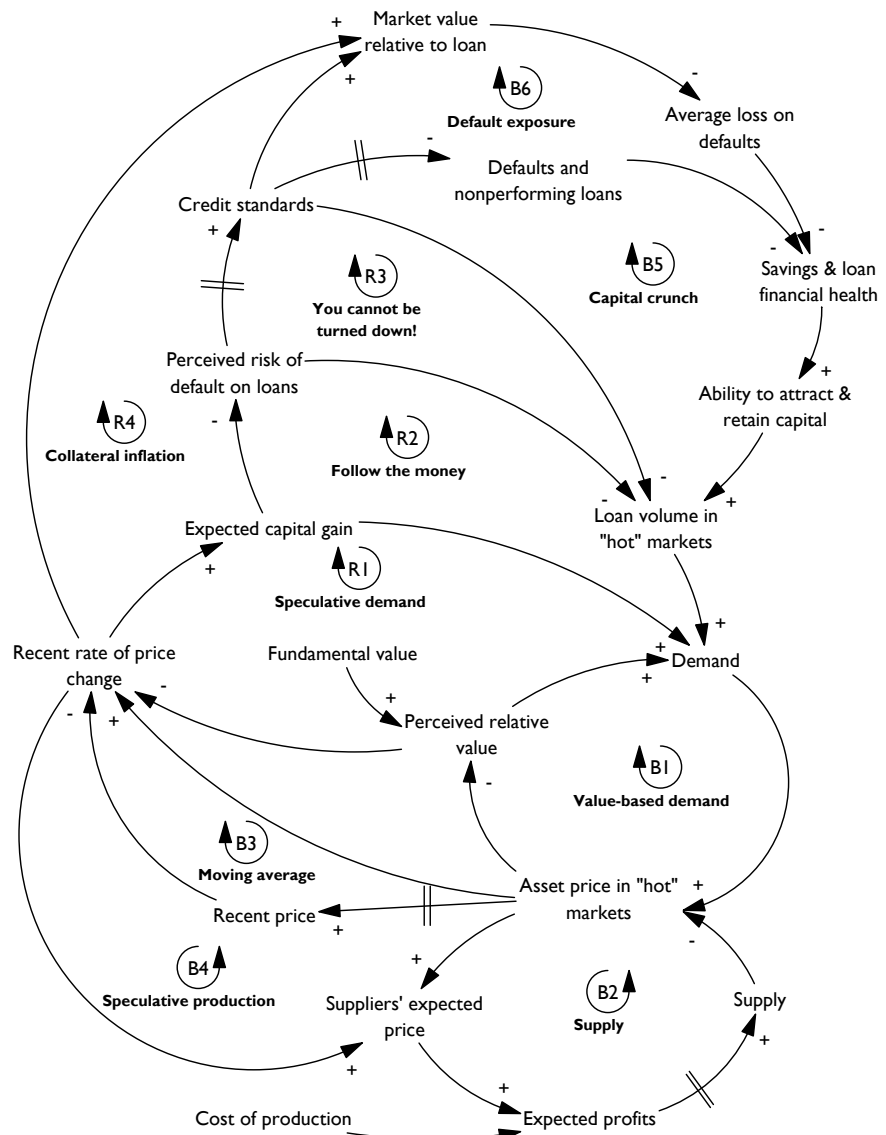 Market value
relative to loan
+
+
B6
Default exposure
-
Average loss on
defaults
-
Defaults and
nonperforming loans
Credit standards
+
-
-
R3
You cannot be
turned down!
B5
Capital crunch
Savings & loan
financial health
Perceived risk of
default on loans
+
Ability to attract &
retain capital
-
R4
Collateral inflation
R2
Follow the money
-
-
+
Loan volume in
"hot" markets
Expected capital gain
+
R1
Speculative demand
+
Recent rate of price
change
Fundamental value
+
+
Demand
-
-
+
+
Perceived relative
value
-
B1
Value-based demand
B3
Moving average
Asset price in "hot"
markets
+
Recent price
+
-
B4
Speculative production
+
Suppliers' expected
price
B2
Supply
Supply
+
+
+
Cost of production
Expected profits